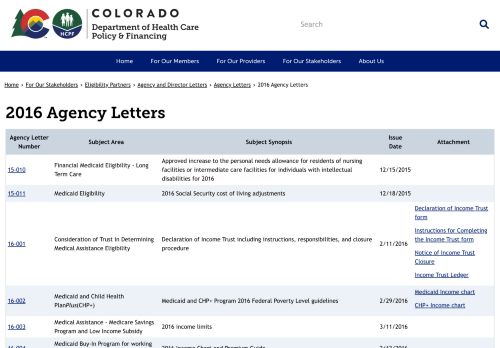 COLORADO
Department of Health Care
Policy & Financing
HCPF
Search
Home
For Our Members
For Our Providers
For Our Stakeholders
About Us
Home › For Our Stakeholders › Eligibility Partners › Agency and Director Letters › Agency Letters › 2016 Agency Letters
2016 Agency Letters
Agency Letter
Number
Subject Area
Subject Synopsis
Issue
Date
Attachment
15-010
Financial Medicaid Eligibility - Long
Term Care
Approved increase to the personal needs allowance for residents of nursing
facilities or intermediate care facilities for individuals with intellectual
disabilities for 2016
12/15/2015
15-011
Medicaid Eligibility
2016 Social Security cost of living adjustments
12/18/2015
16-001
Consideration of Trust in Determining
Medical Assistance Eligibility
Declaration of Income Trust including instructions, responsibilities, and closure
procedure
2/11/2016
Declaration of Income Trust
form
Instructions for Completing
the Income Trust form
Notice of Income Trust
Closure
Income Trust Ledger
16-002
Medicaid and Child Health
PlanPlus(CHP+)
Medicaid and CHP+ Program 2016 Federal Poverty Level guidelines
2/29/2016
Medicaid Income chart
CHP+ Income chart
16-003
Medical Assistance - Medicare Savings
Program and Low Income Subsidy
2016 income limits
3/11/2016
Medicaid Buy-In Program for working